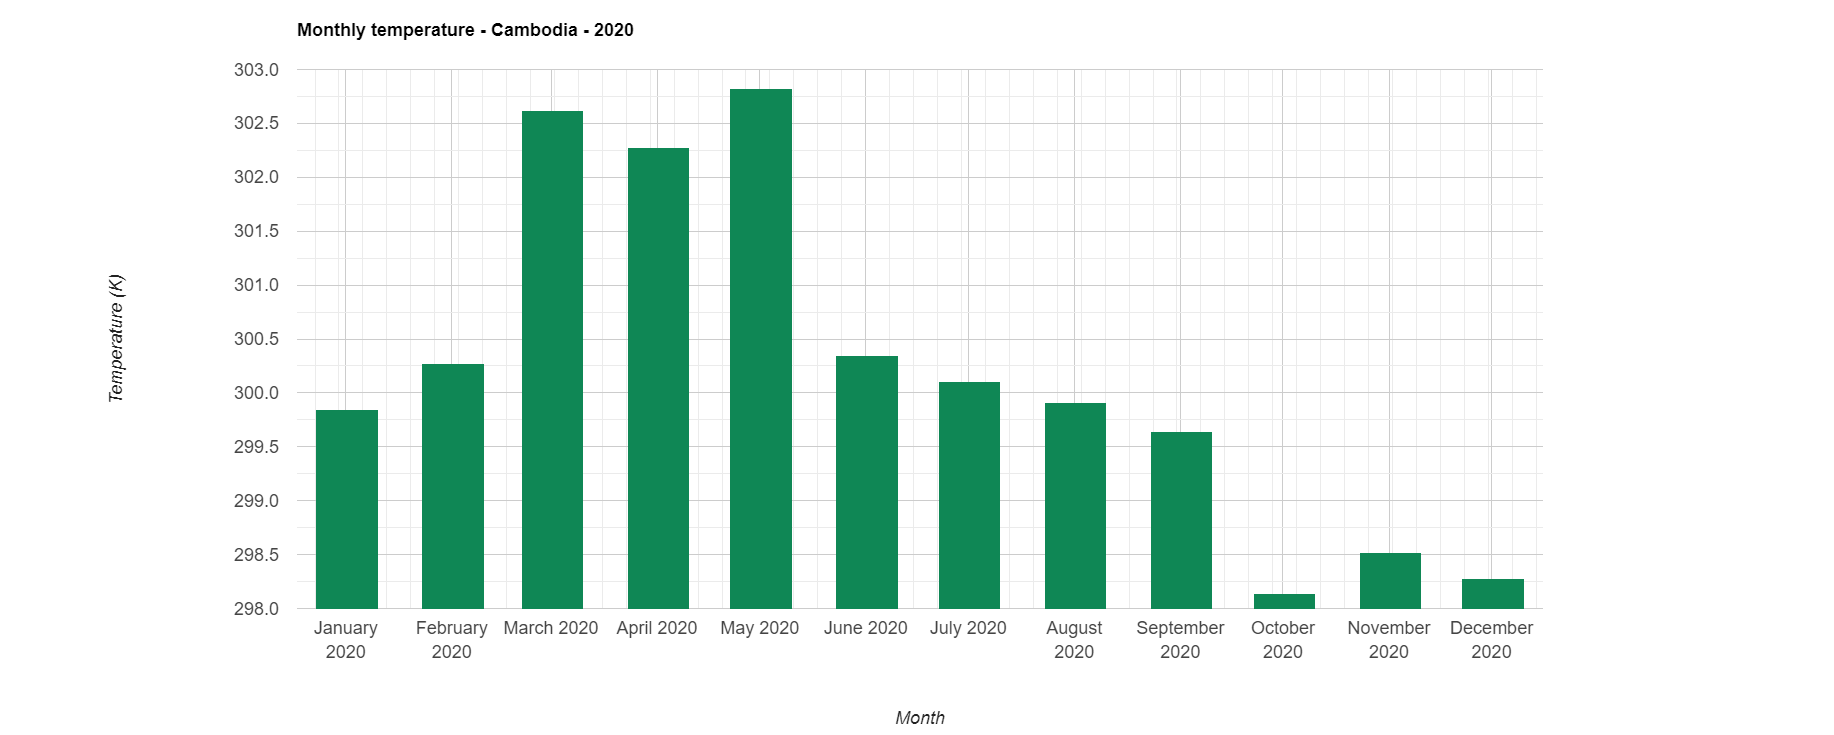 Monthly temperature - Cambodia - 2020
303.0
302.5
302.0
301.5
301.0
300.5
300.0
299.5
299.0
298.5
298.0
Temperature (K)
January
2020
February
2020
March 2020
April 2020
May 2020
June 2020
July 2020
August
2020
September
2020
October
2020
November
2020
December
2020
Month